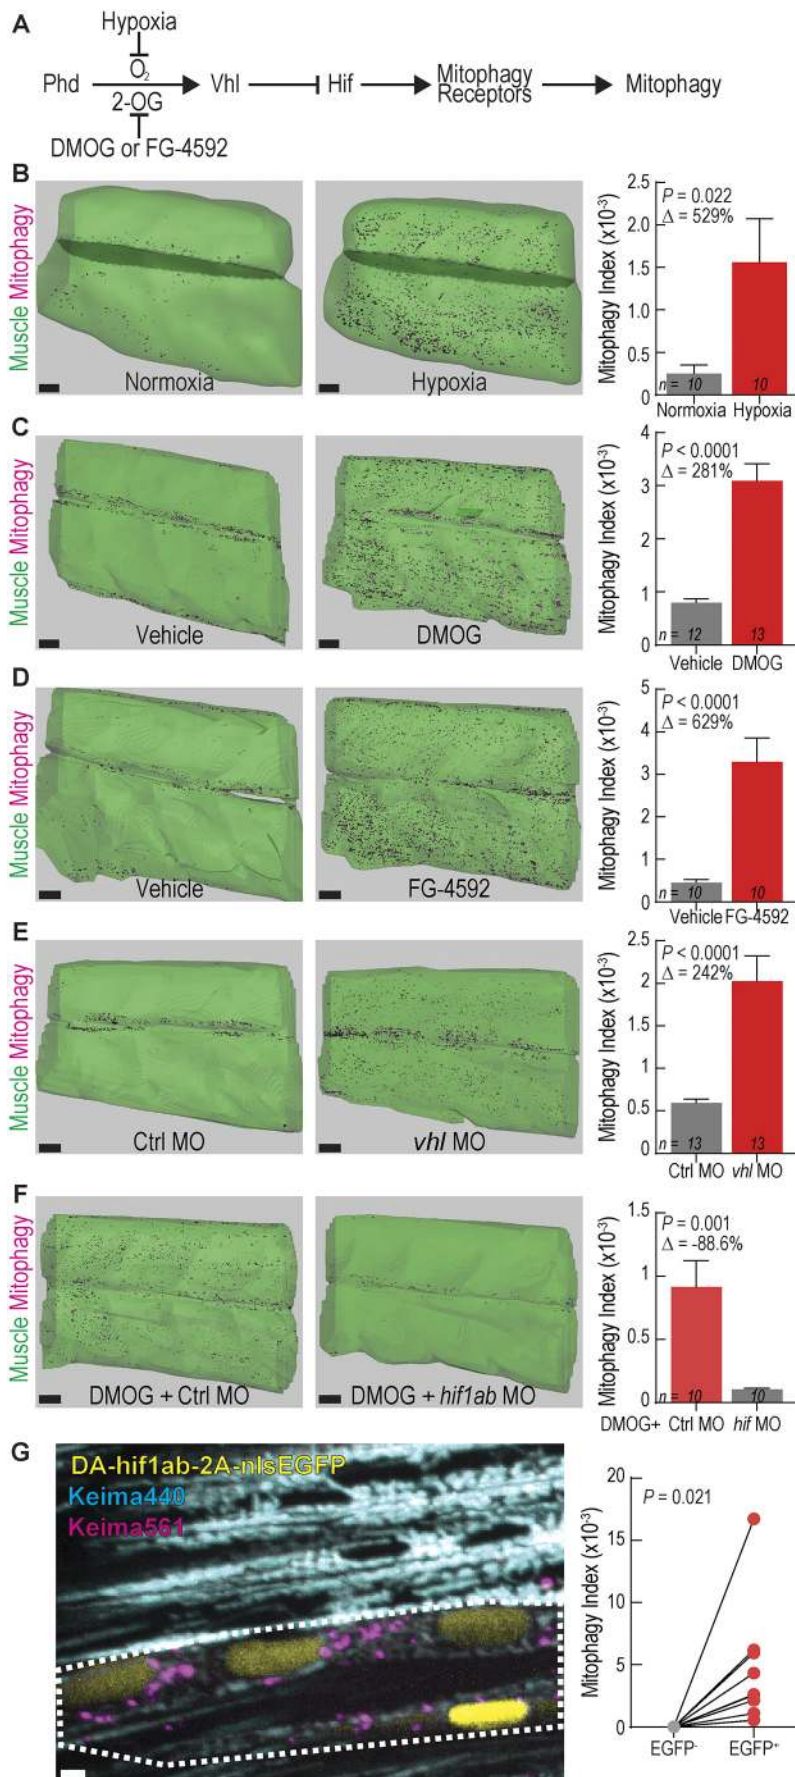 A
Hypoxia
O2
Phd Vhl Hif Mitophagy Receptors Mitophagy
2-OG
DMOG or FG-4592
B
Muscle Mitophagy
Normoxia
Hypoxia
Mitophagy Index (x10-3)
2.5
2.0
1.5
1.0
0.5
0
P = 0.022
Δ = 529%
n = 10
10
Normoxia Hypoxia
C
Muscle Mitophagy
Vehicle
DMOG
Mitophagy Index (x10-3)
4
3
2
1
0
P < 0.0001
Δ = 281%
n = 12
13
Vehicle DMOG
D
Muscle Mitophagy
Vehicle
FG-4592
Mitophagy Index (x10-3)
5
4
3
2
1
0
P < 0.0001
Δ = 629%
n = 10
10
Vehicle FG-4592
E
Muscle Mitophagy
Ctrl MO
vhl MO
Mitophagy Index (x10-3)
2.5
2
1.5
1
0.5
0
P < 0.0001
Δ = 242%
n = 13
13
Ctrl MO vhl MO
F
Muscle Mitophagy
DMOG + Ctrl MO
DMOG + hif1ab MO
Mitophagy Index (x10-3)
1.5
1
0.5
0
P = 0.001
Δ = -88.6%
n = 10
10
DMOG+ Ctrl MO hif MO
G
DA-hif1ab-2A-nlsEGFP
Keima440
Keima561
Mitophagy Index (x10-3)
20
15
10
5
0
P = 0.021
EGFP- EGFP+